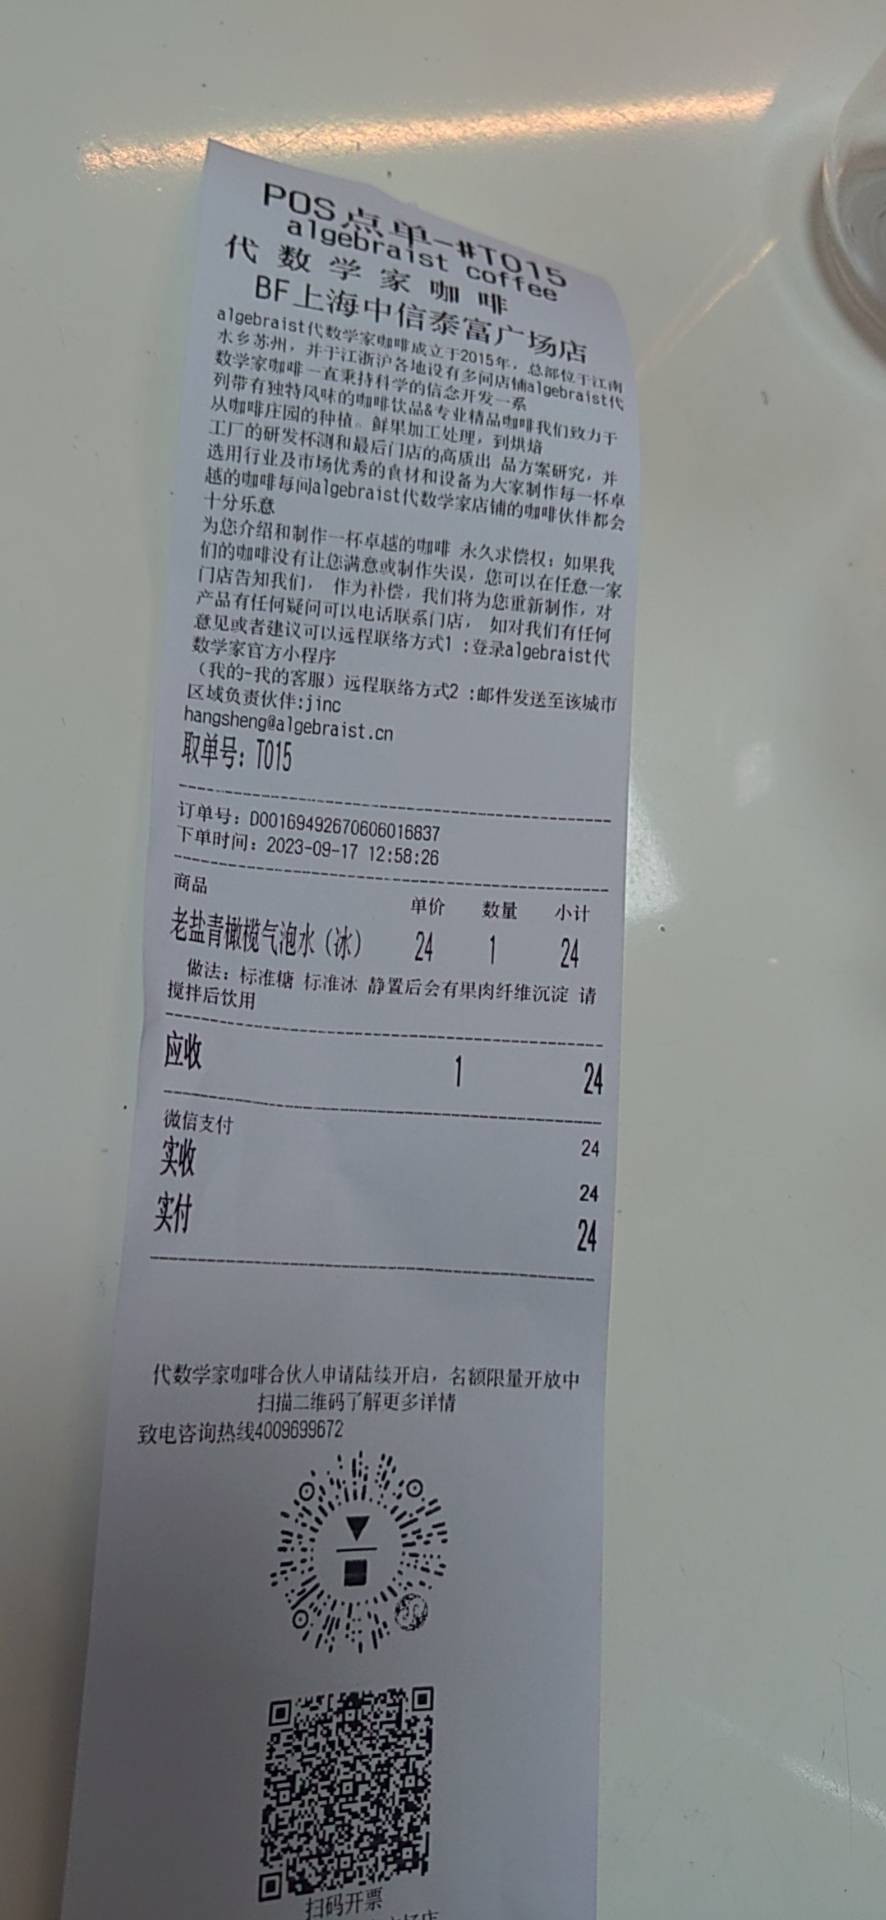 POS点单-#T015
algebraist coffee
代数学家咖啡
BF上海中信泰富广场店
algebraist代数学家咖啡成立于2015年，总部位于江南
水乡苏州，并于江浙沪各地设有多间店铺algebraist代
数学家咖啡一直秉持科学的信念开发一系
列带有独特风味的咖啡饮品&专业精品咖啡我们致力于
从咖啡庄园的种植。鲜果加工处理，到烘焙
工厂的研发杯测和最后门店的高质出 品方案研究，并
选用行业及市场优秀的食材和设备为大家制作每一杯卓
越的咖啡每间algebraist代数学家店铺的咖啡伙伴都会
十分乐意
为您介绍和制作一杯卓越的咖啡 永久求偿权：如果我
们的咖啡没有让您满意或制作失误，您可以在任意一家
门店告知我们， 作为补偿，我们将为您重新制作，对
产品有任何疑问可以电话联系门店， 如对我们有任何
意见或者建议可以远程联络方式1 :登录algebraist代
数学家官方小程序
（我的-我的客服）远程联络方式2 :邮件发送至该城市
区域负责伙伴:jinc
hangsheng@algebraist.cn
取单号：T015
订单号：D00169492670606016837
下单时间：2023-09-17 12:58:26
商品 单价 数量 小计
老盐青橄榄气泡水（冰） 24 1 24
做法：标准糖 标准冰 静置后会有果肉纤维沉淀 请
搅拌后饮用
应收 1 24
微信支付 24
实收 24
实付 24
代数学家咖啡合伙人申请陆续开启，名额限量开放中
扫描二维码了解更多详情
致电咨询热线4009699672
扫码开票